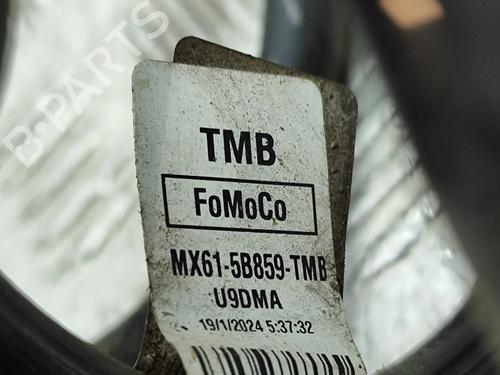 B-PARTS
TMB
FoMoCo
MX61-5B859-TMB
U9DMA
19/1/2024 5:37:32